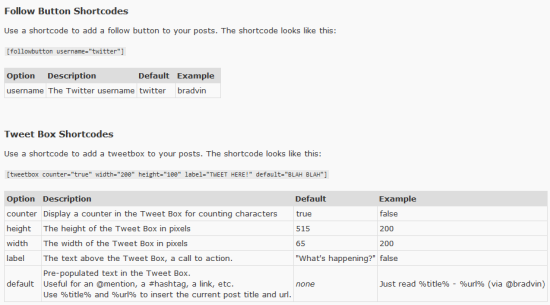 Follow Button Shortcodes
Use a shortcode to add a follow button to your posts. The shortcode looks like this:
[followbutton username="twitter"]
Option Description Default Example
username The Twitter username twitter bradvin
Tweet Box Shortcodes
Use a shortcode to add a tweetbox to your posts. The shortcode looks like this:
[tweetbox counter="true" width="200" height="100" label="TWEET HERE!" default="BLAH BLAH"]
Option Description Default Example
counter Display a counter in the Tweet Box for counting characters true false
height The height of the Tweet Box in pixels 515 200
width The width of the Tweet Box in pixels 65 200
label The text above the Tweet Box, a call to action. "What's happening?" false
Pre-populated text in the Tweet Box.
default Useful for an @mention, a #hashtag, a link, etc. none Just read %title% - %url% (via @bradvin)
Use %title% and %url% to insert the current post title and url.